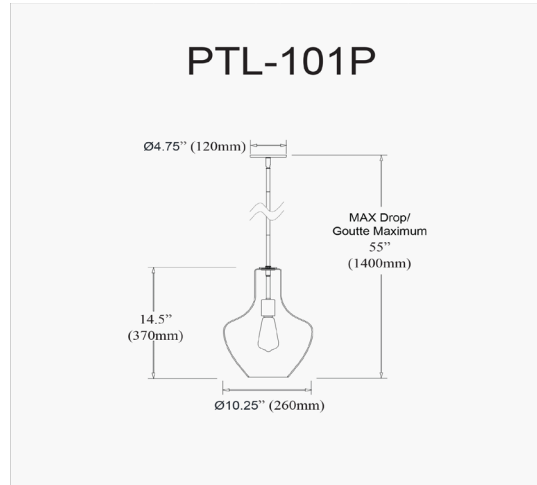 PTL-101P
Ø4.75” (120mm)
MAX Drop/
Goutte Maximum
55”
(1400mm)
14.5”
(370mm)
Ø10.25” (260mm)